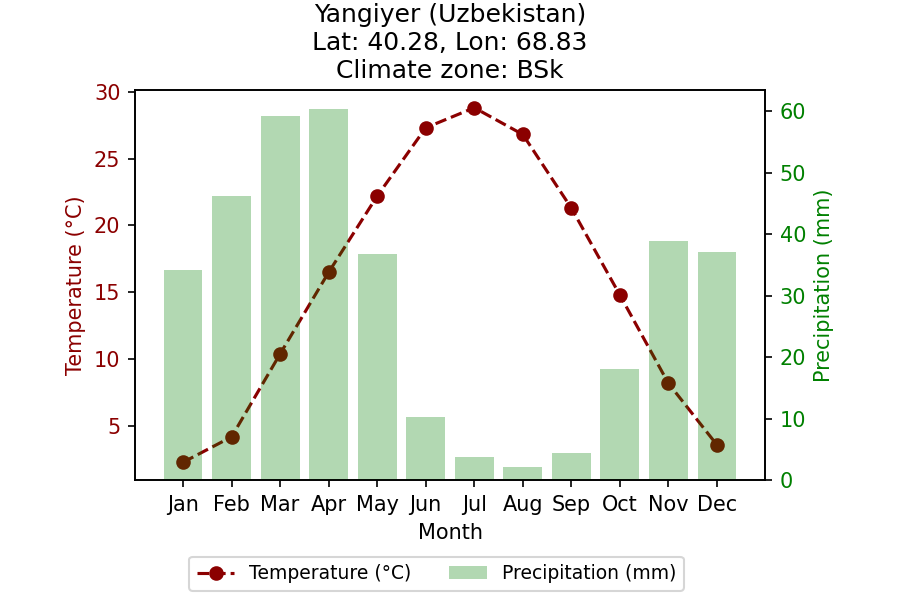 Yangiyer (Uzbekistan)
Lat: 40.28, Lon: 68.83
Climate zone: BSk
30
25
20
15
10
5
Temperature (°C)
60
50
40
30
20
10
0
Precipitation (mm)
Jan Feb Mar Apr May Jun Jul Aug Sep Oct Nov Dec
Month
Temperature (°C) Precipitation (mm)